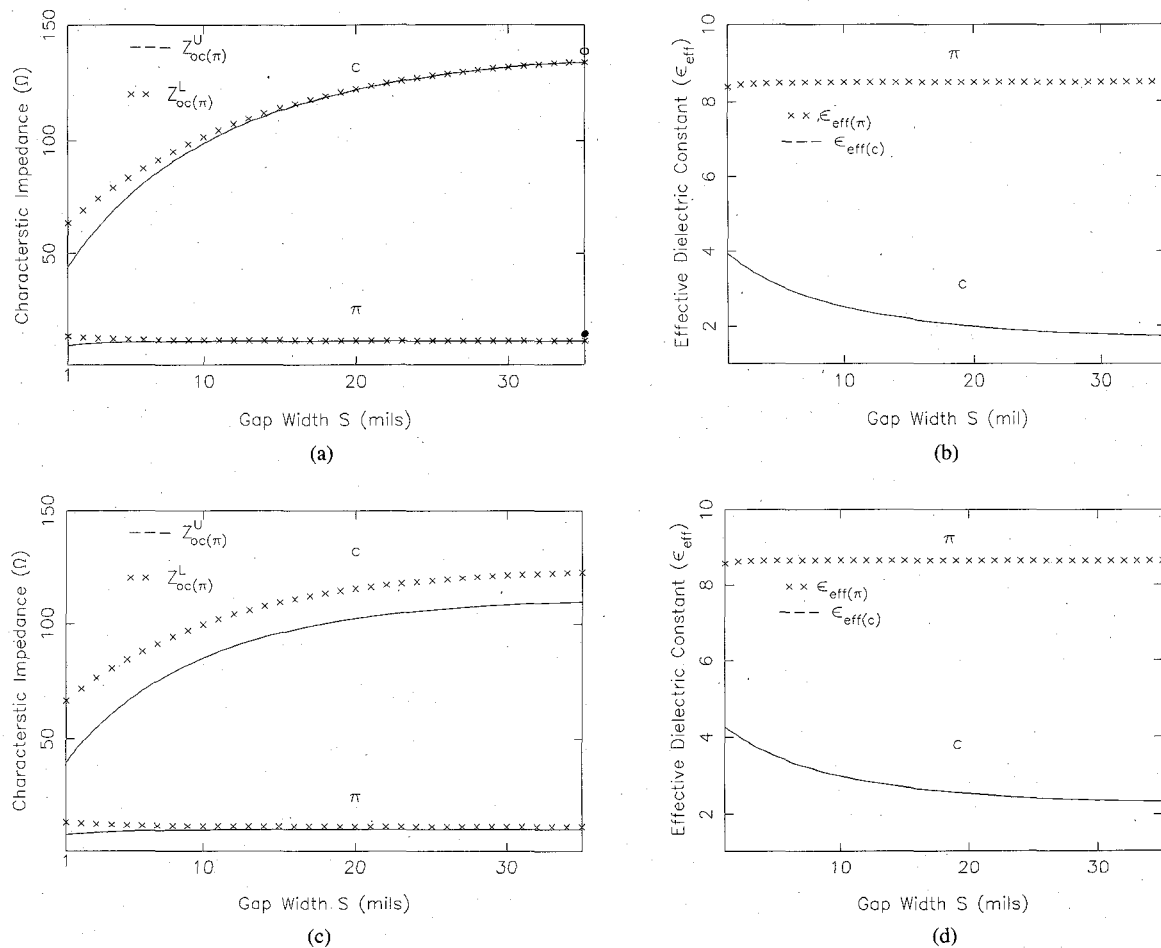 150
100
50
Characterstic Impedance (Ω)
— Z^U_oc(π)
× × Z^L_oc(π)
c
π
1
10
20
30
Gap Width S (mils)
(a)
10
8
6
4
2
Effective Dielectric Constant (ϵ_eff)
π
× × ϵ_eff(π)
— ϵ_eff(c)
c
10
20
30
Gap Width S (mil)
(b)
150
100
50
Characterstic Impedance (Ω)
— Z^U_oc(π)
× × Z^L_oc(π)
c
π
1
10
20
30
Gap Width S (mils)
(c)
10
8
6
4
2
Effective Dielectric Constant (ϵ_eff)
π
× × ϵ_eff(π)
— ϵ_eff(c)
c
10
20
30
Gap Width S (mils)
(d)